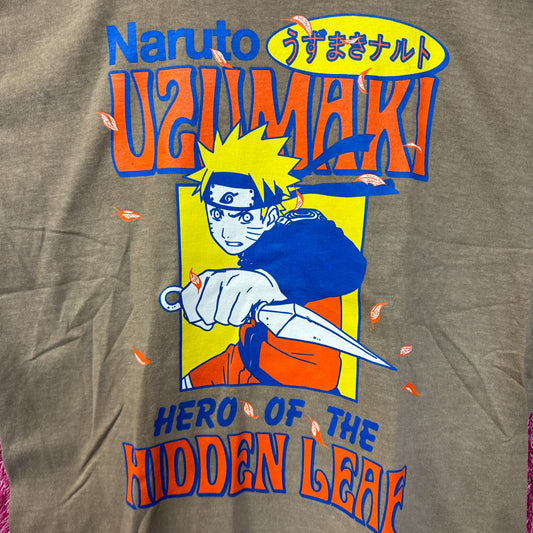 Naruto
うずまきナルト
UZUMAKI
HERO OF THE
HIDDEN LEAF